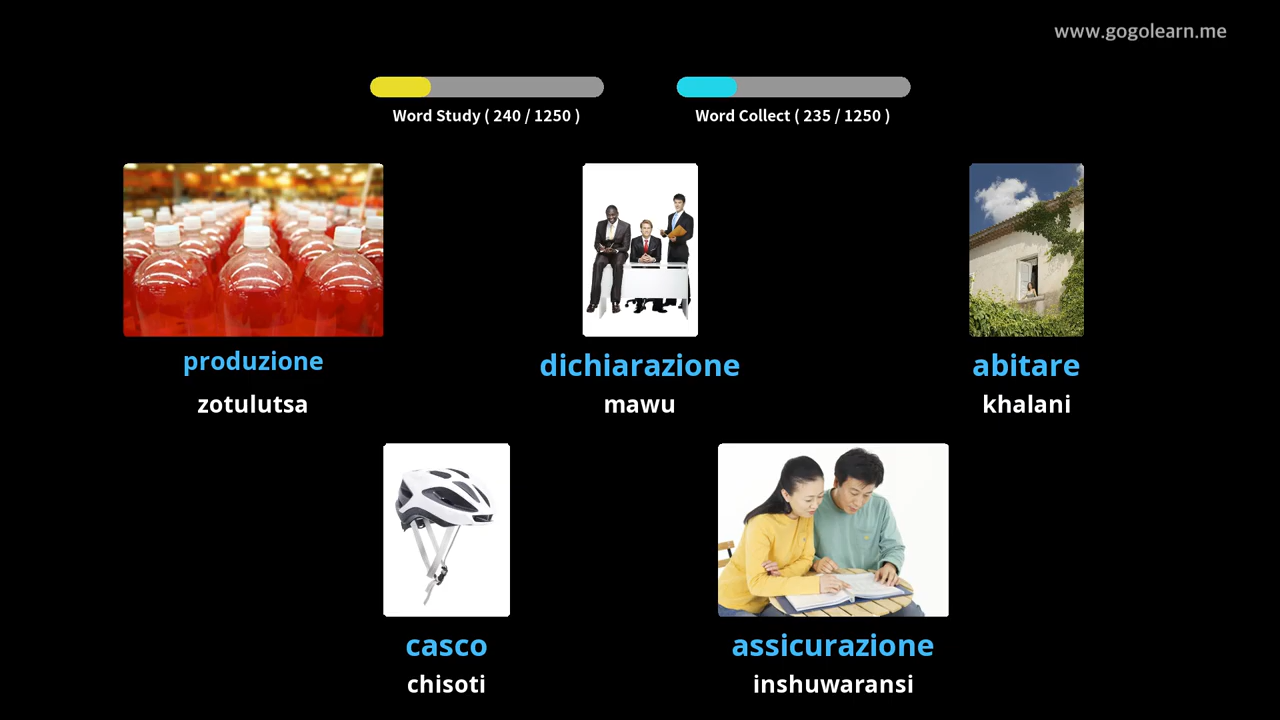 www.gogolearn.me
Word Study ( 240 / 1250 )
Word Collect ( 235 / 1250 )
produzione
dichiarazione
abitare
zotulutsa
mawu
khalani
casco
assicurazione
chisoti
inshuwaransi